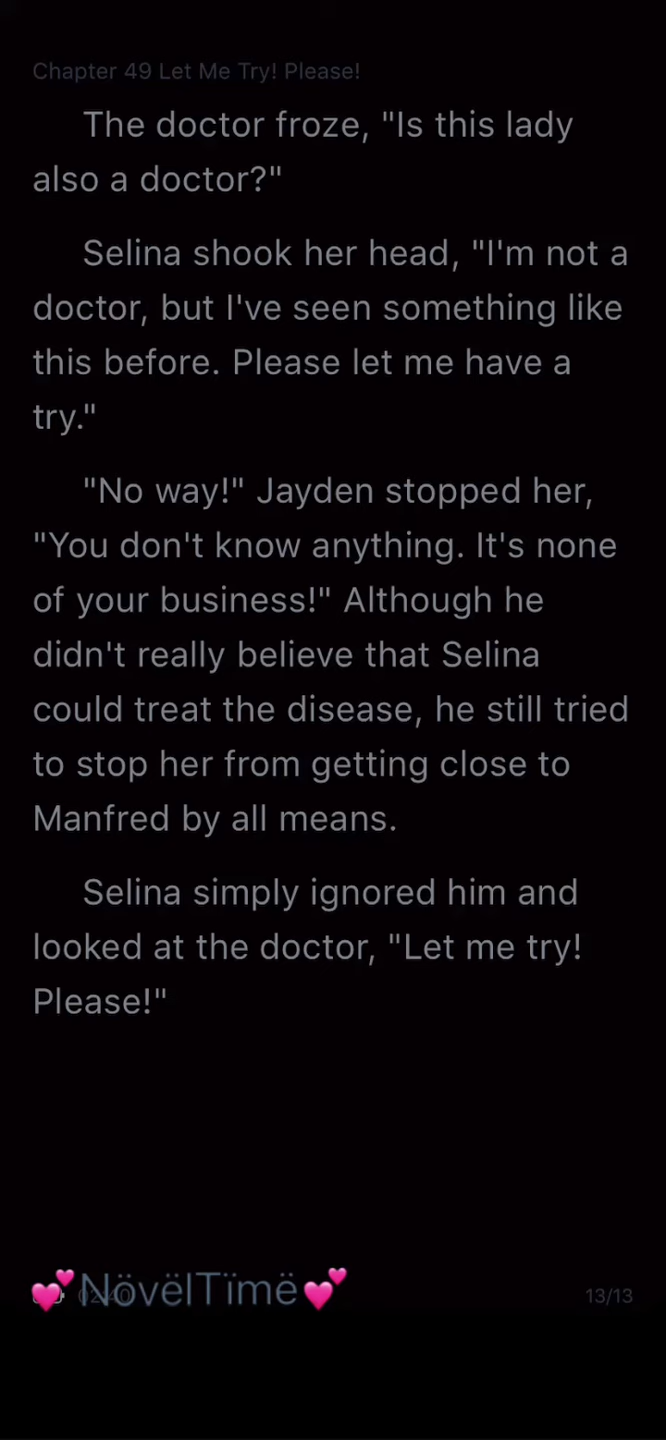 Chapter 49 Let Me Try! Please!
The doctor froze, "Is this lady
also a doctor?"
Selina shook her head, "I'm not a
doctor, but I've seen something like
this before. Please let me have a
try."
"No way!" Jayden stopped her,
"You don't know anything. It's none
of your business!" Although he
didn't really believe that Selina
could treat the disease, he still tried
to stop her from getting close to
Manfred by all means.
Selina simply ignored him and
looked at the doctor, "Let me try!
Please!"
💕NövëlTïmë💕
13/13